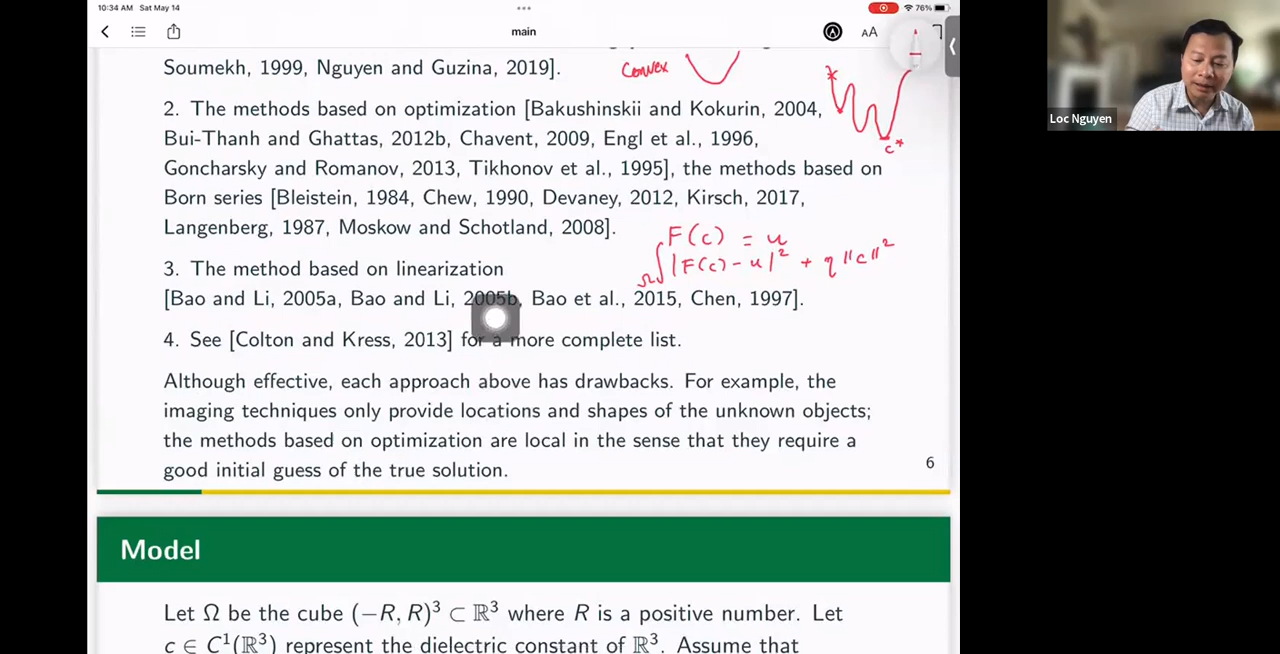 10:34 AM Sat May 14
76%
main
AA
Soumekh, 1999, Nguyen and Guzina, 2019].
Convex
2. The methods based on optimization [Bakushinskii and Kokurin, 2004,
Bui-Thanh and Ghattas, 2012b, Chavent, 2009, Engl et al., 1996,
c*
Goncharsky and Romanov, 2013, Tikhonov et al., 1995], the methods based on
Born series [Bleistein, 1984, Chew, 1990, Devaney, 2012, Kirsch, 2017,
Langenberg, 1987, Moskow and Schotland, 2008].
F(c) = u
∫Ω |F(c) - u|² + η ||c||²
3. The method based on linearization
[Bao and Li, 2005a, Bao and Li, 2005b, Bao et al., 2015, Chen, 1997].
4. See [Colton and Kress, 2013] for a more complete list.
Although effective, each approach above has drawbacks. For example, the
imaging techniques only provide locations and shapes of the unknown objects;
the methods based on optimization are local in the sense that they require a
good initial guess of the true solution.
6
Model
Let Ω be the cube (−R, R)³ ⊂ ℝ³ where R is a positive number. Let
c ∈ C¹(ℝ³) represent the dielectric constant of ℝ³. Assume that
Loc Nguyen